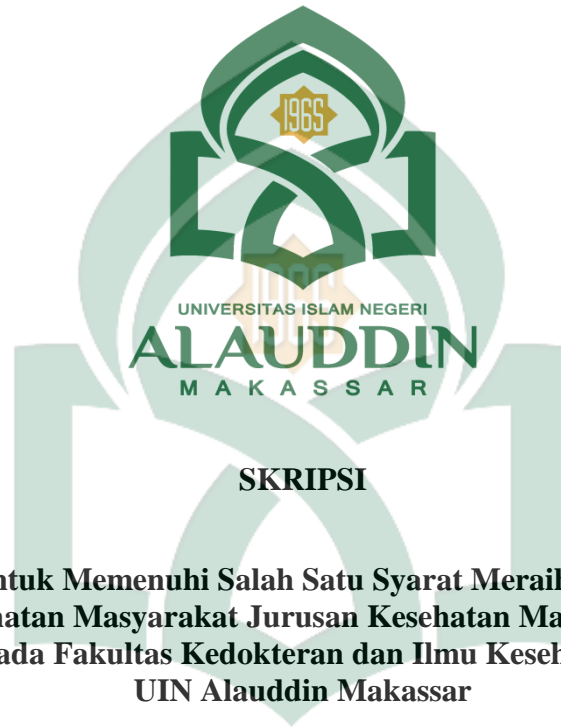 1965
UNIVERSITAS ISLAM NEGERI
ALAUDDIN
MAKASSAR
SKRIPSI
ntuk Memenuhi Salah Satu Syarat Meraih
hatan Masyarakat Jurusan Kesehatan Ma
ada Fakultas Kedokteran dan Ilmu Keseh
UIN Alauddin Makassar